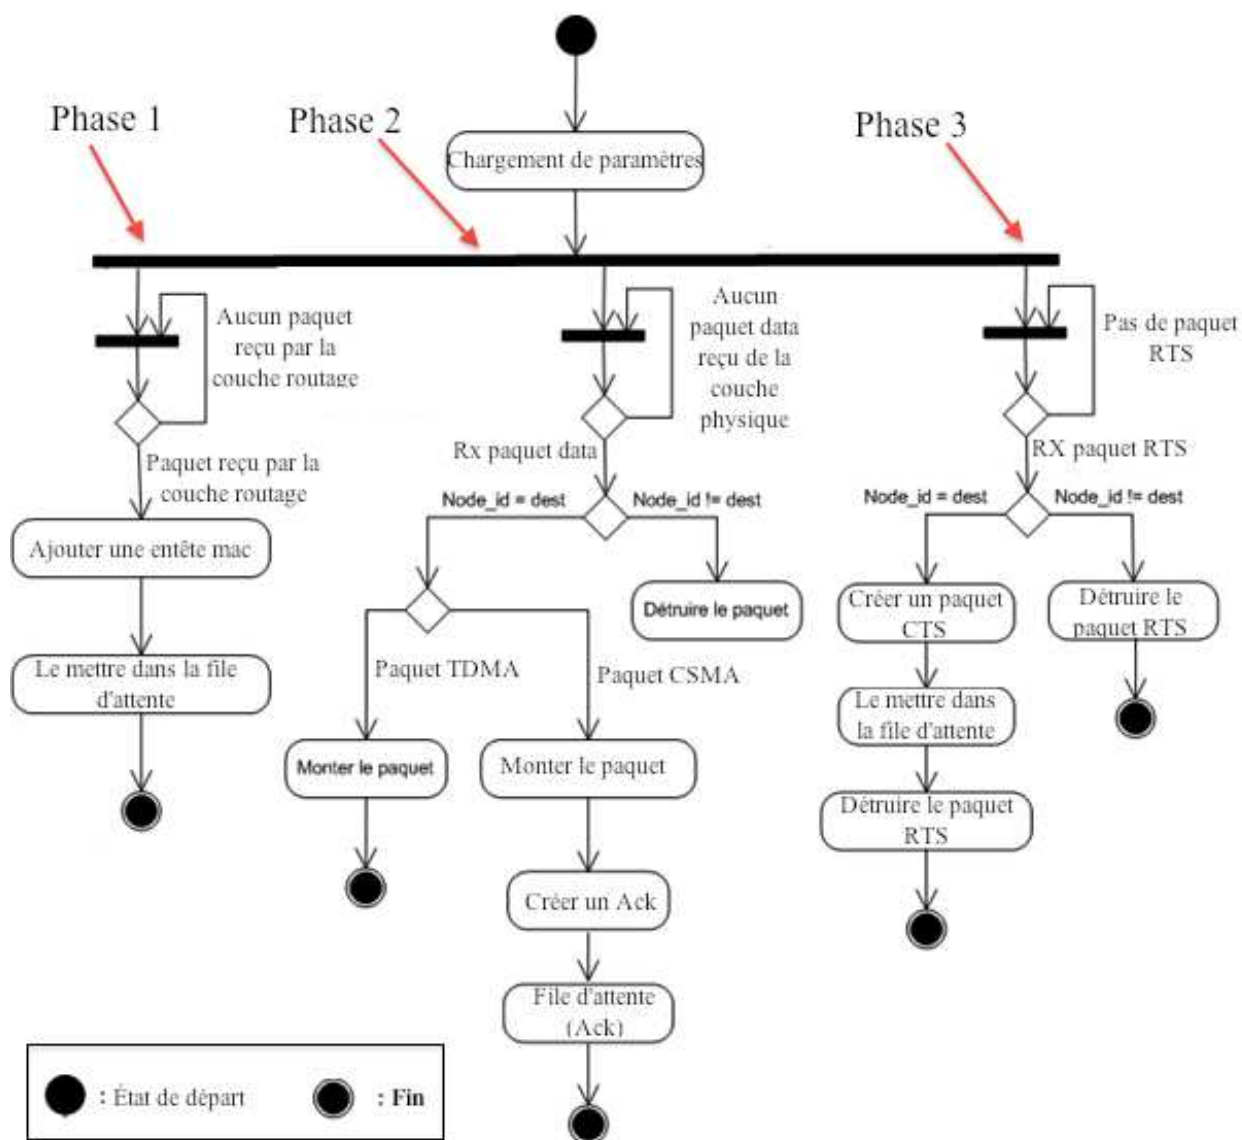 Phase 1
Phase 2
Phase 3
Chargement de paramètres
Aucun paquet
reçu par la
couche routage
Paquet reçu par la
couche routage
Ajouter une entête mac
Le mettre dans la file
d'attente
Aucun
paquet data
reçu de la
couche
physique
Rx paquet data
Node_id = dest
Node_id != dest
Détruire le paquet
Paquet TDMA
Paquet CSMA
Monter le paquet
Monter le paquet
Créer un Ack
File d'attente
(Ack)
Pas de paquet
RTS
RX paquet RTS
Node_id = dest
Node_id != dest
Créer un paquet
CTS
Détruire le
paquet RTS
Le mettre dans
la file d'attente
Détruire le paquet
RTS
: État de départ
: Fin